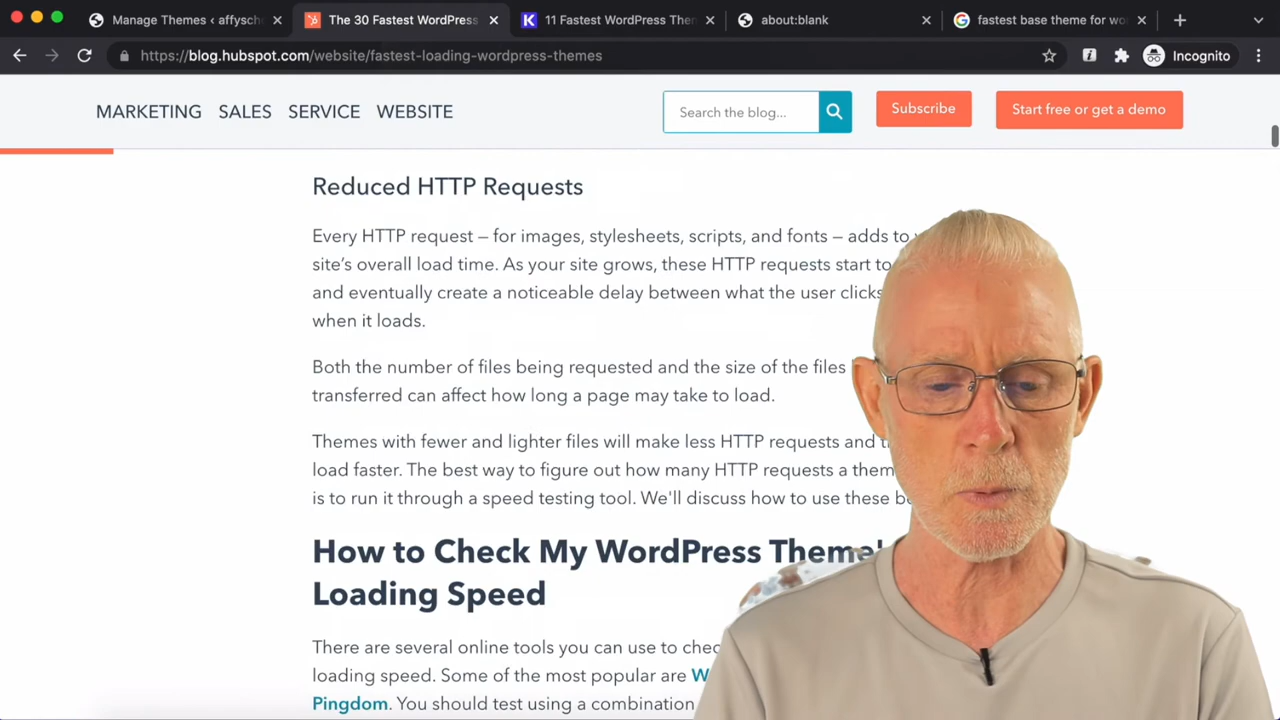 Manage Themes ‹ affysch
The 30 Fastest WordPress
11 Fastest WordPress Them
about:blank
fastest base theme for wo
https://blog.hubspot.com/website/fastest-loading-wordpress-themes
Incognito
MARKETING SALES SERVICE WEBSITE
Search the blog...
Subscribe
Start free or get a demo
Reduced HTTP Requests
Every HTTP request — for images, stylesheets, scripts, and fonts — adds to
site's overall load time. As your site grows, these HTTP requests start to
and eventually create a noticeable delay between what the user clicks
when it loads.
Both the number of files being requested and the size of the files
transferred can affect how long a page may take to load.
Themes with fewer and lighter files will make less HTTP requests and
load faster. The best way to figure out how many HTTP requests a
is to run it through a speed testing tool. We'll discuss how to use these
How to Check My WordPress Theme's
Loading Speed
There are several online tools you can use to
loading speed. Some of the most popular are
Pingdom. You should test using a combination